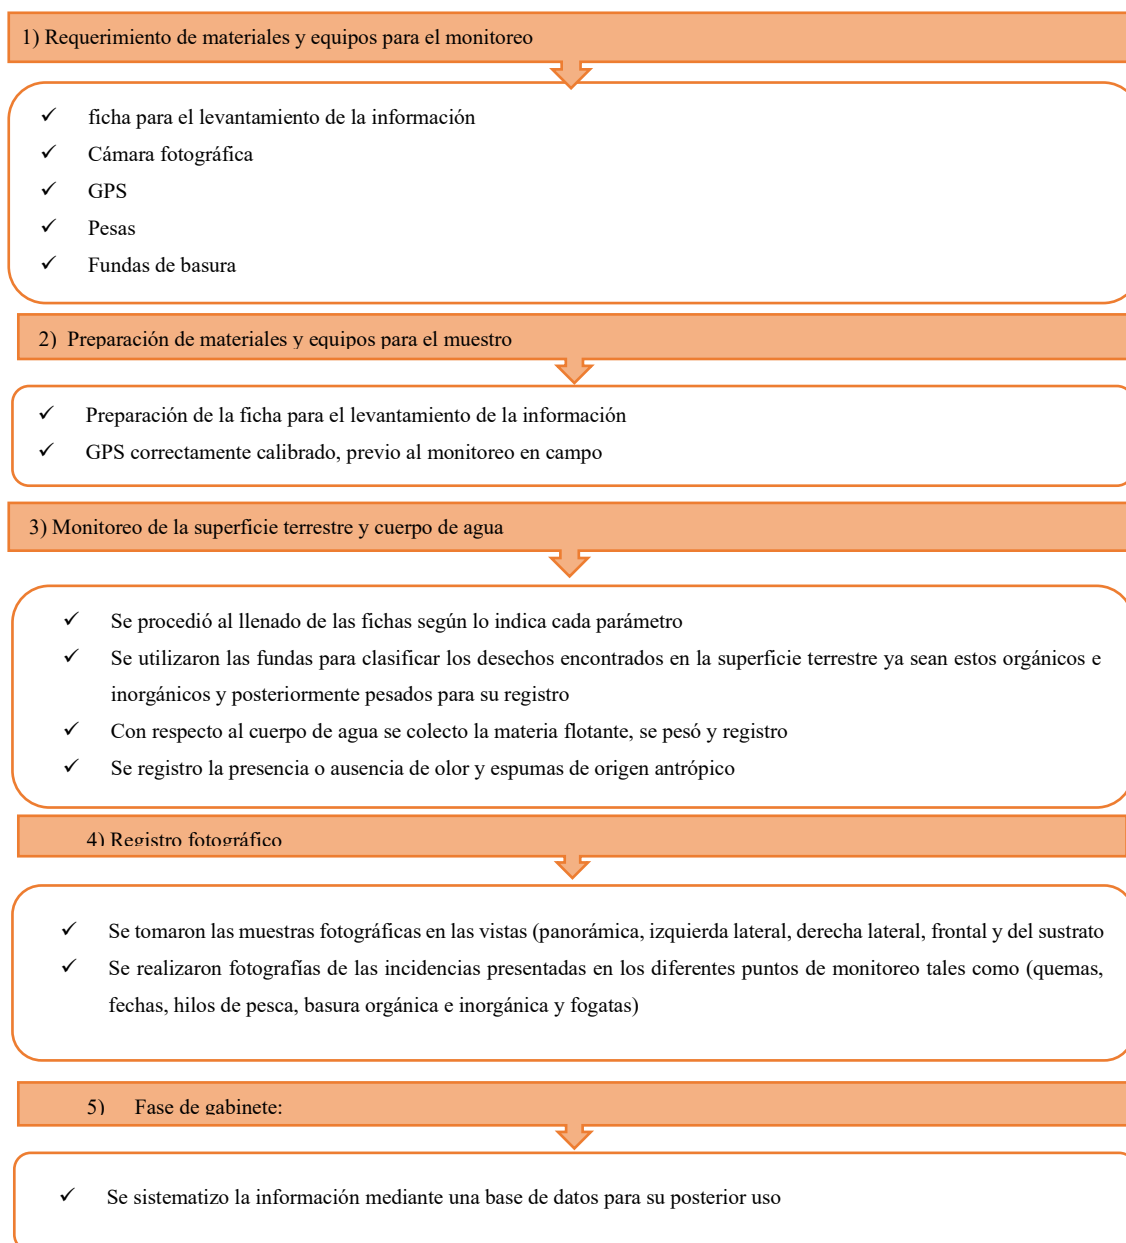 1) Requerimiento de materiales y equipos para el monitoreo
✓ ficha para el levantamiento de la información
✓ Cámara fotográfica
✓ GPS
✓ Pesas
✓ Fundas de basura
2) Preparación de materiales y equipos para el muestro
✓ Preparación de la ficha para el levantamiento de la información
✓ GPS correctamente calibrado, previo al monitoreo en campo
3) Monitoreo de la superficie terrestre y cuerpo de agua
✓ Se procedió al llenado de las fichas según lo indica cada parámetro
✓ Se utilizaron las fundas para clasificar los desechos encontrados en la superficie terrestre ya sean estos orgánicos e
inorgánicos y posteriormente pesados para su registro
✓ Con respecto al cuerpo de agua se colecto la materia flotante, se pesó y registro
✓ Se registro la presencia o ausencia de olor y espumas de origen antrópico
4) Registro fotográfico
✓ Se tomaron las muestras fotográficas en las vistas (panorámica, izquierda lateral, derecha lateral, frontal y del sustrato
✓ Se realizaron fotografías de las incidencias presentadas en los diferentes puntos de monitoreo tales como (quemas,
fechas, hilos de pesca, basura orgánica e inorgánica y fogatas)
5) Fase de gabinete:
✓ Se sistematizo la información mediante una base de datos para su posterior uso